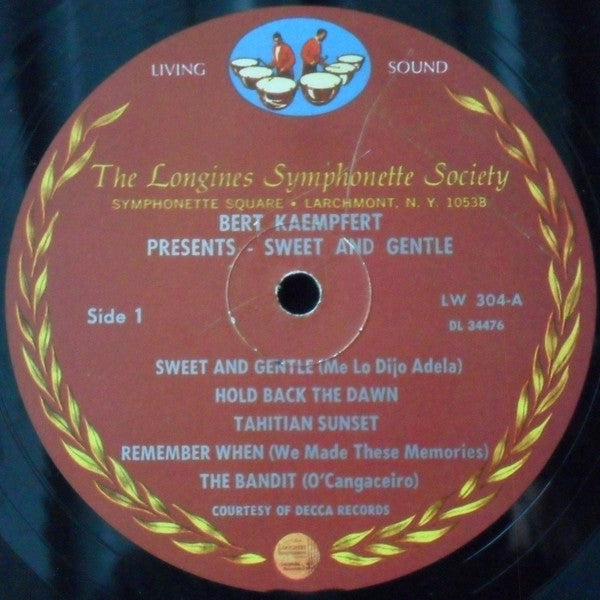 LIVING SOUND
The Longines Symphonette Society
SYMPHONETTE SQUARE • LARCHMONT, N. Y. 10538
BERT KAEMPFERT
PRESENTS - SWEET AND GENTLE
Side 1
LW 304-A
DL 34476
SWEET AND GENTLE (Me Lo Dijo Adela)
HOLD BACK THE DAWN
TAHITIAN SUNSET
REMEMBER WHEN (We Made These Memories)
THE BANDIT (O'Cangaceiro)
COURTESY OF DECCA RECORDS